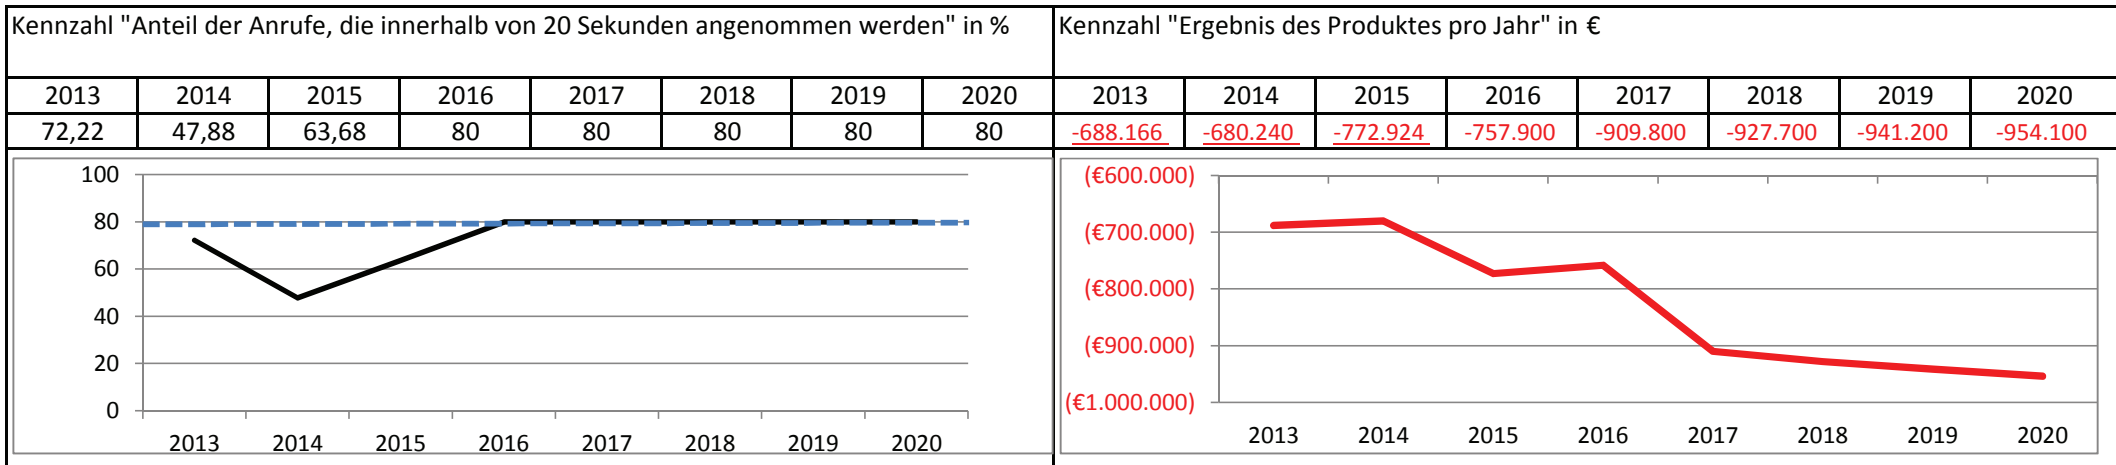 Kennzahl "Anteil der Anrufe, die innerhalb von 20 Sekunden angenommen werden" in %
2013 2014 2015 2016 2017 2018 2019 2020
72,22 47,88 63,68 80 80 80 80 80
100
80
60
40
20
0
2013 2014 2015 2016 2017 2018 2019 2020
Kennzahl "Ergebnis des Produktes pro Jahr" in €
2013 2014 2015 2016 2017 2018 2019 2020
-688.166 -680.240 -772.924 -757.900 -909.800 -927.700 -941.200 -954.100
(€600.000)
(€700.000)
(€800.000)
(€900.000)
(€1.000.000)
2013 2014 2015 2016 2017 2018 2019 2020